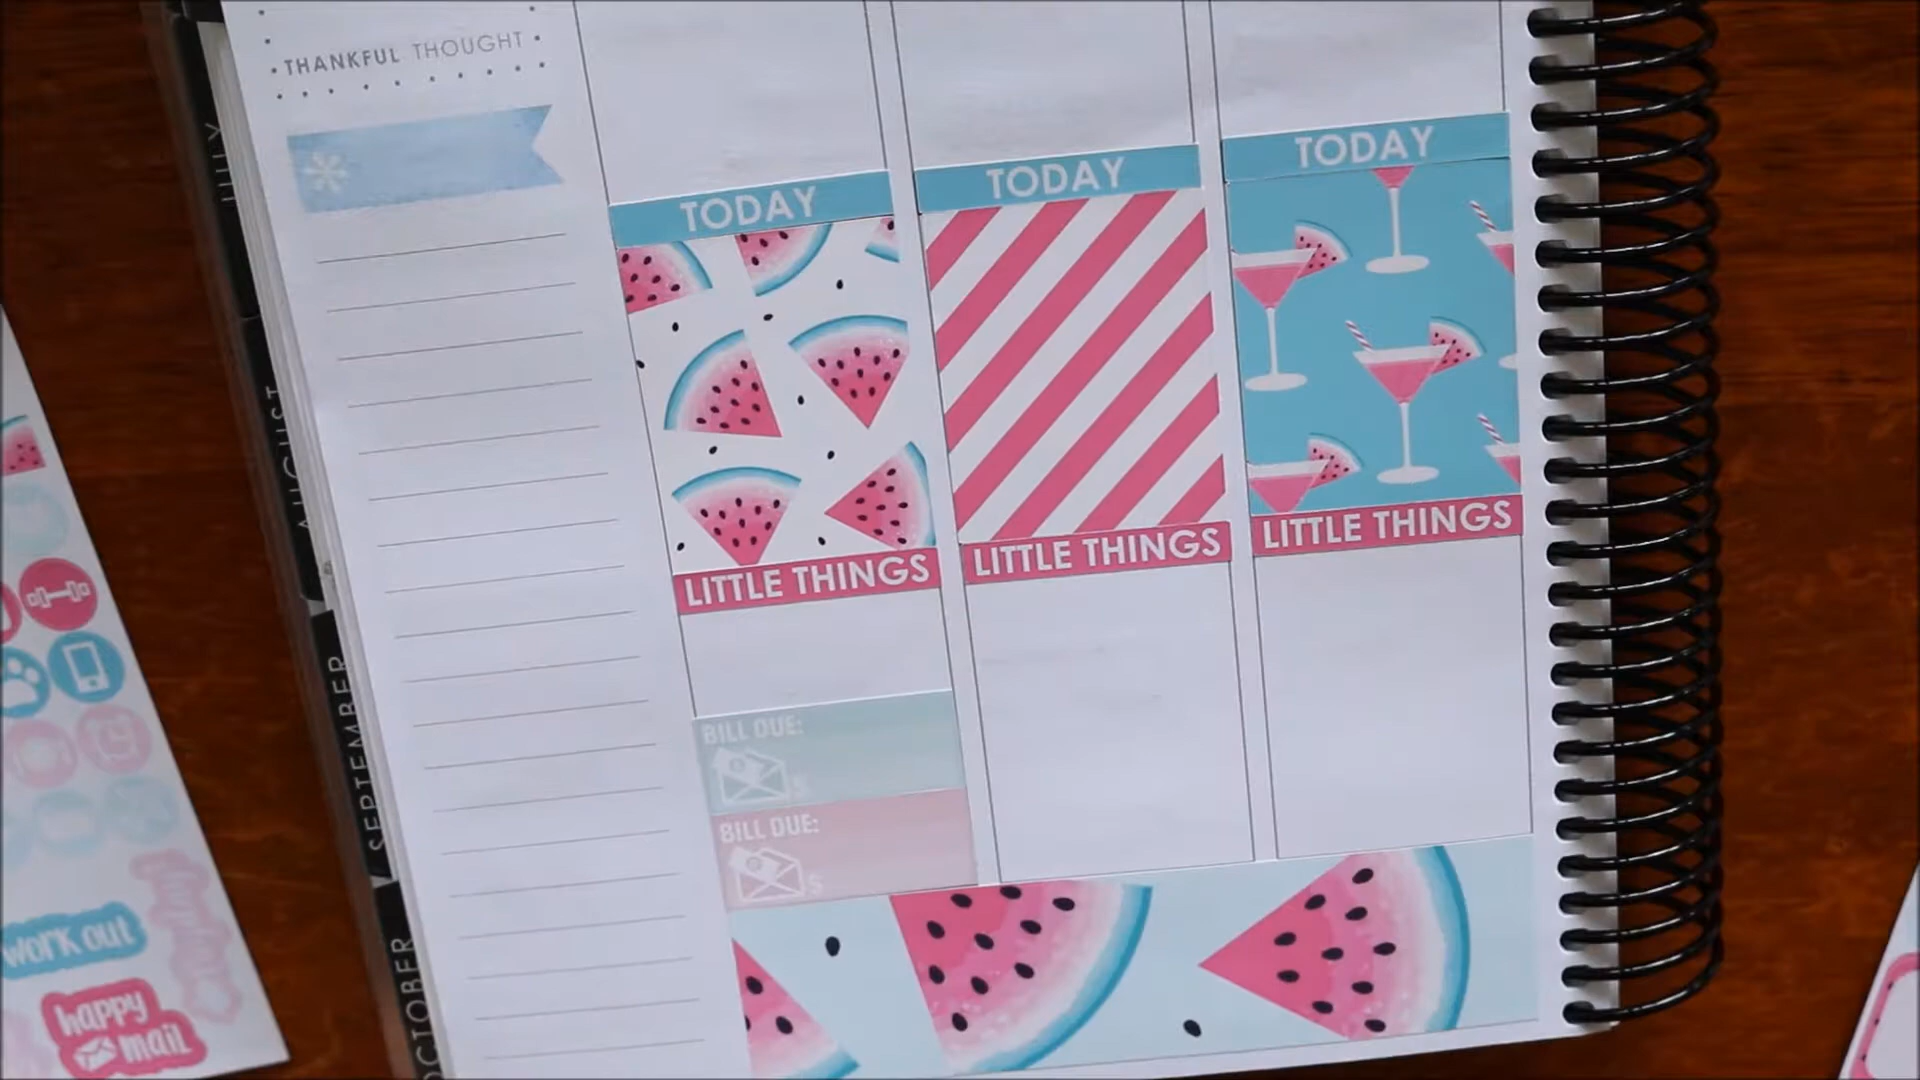 THANKFUL THOUGHT
TODAY
TODAY
TODAY
LITTLE THINGS
LITTLE THINGS
LITTLE THINGS
BILL DUE:
$
BILL DUE:
$
JULY
AUGUST
SEPTEMBER
OCTOBER
work out
happy
mail